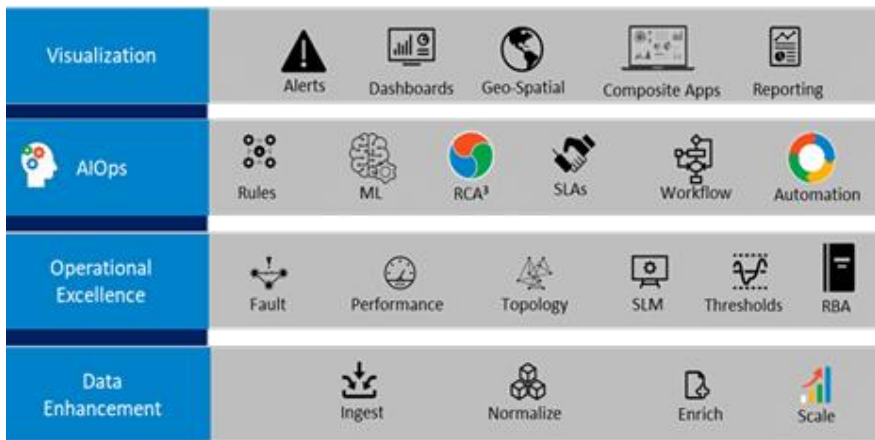 Visualization
Alerts
Dashboards
Geo-Spatial
Composite Apps
Reporting
AIOps
Rules
ML
RCA³
SLAs
Workflow
Automation
Operational
Excellence
Fault
Performance
Topology
SLM
Thresholds
RBA
Data
Enhancement
Ingest
Normalize
Enrich
Scale